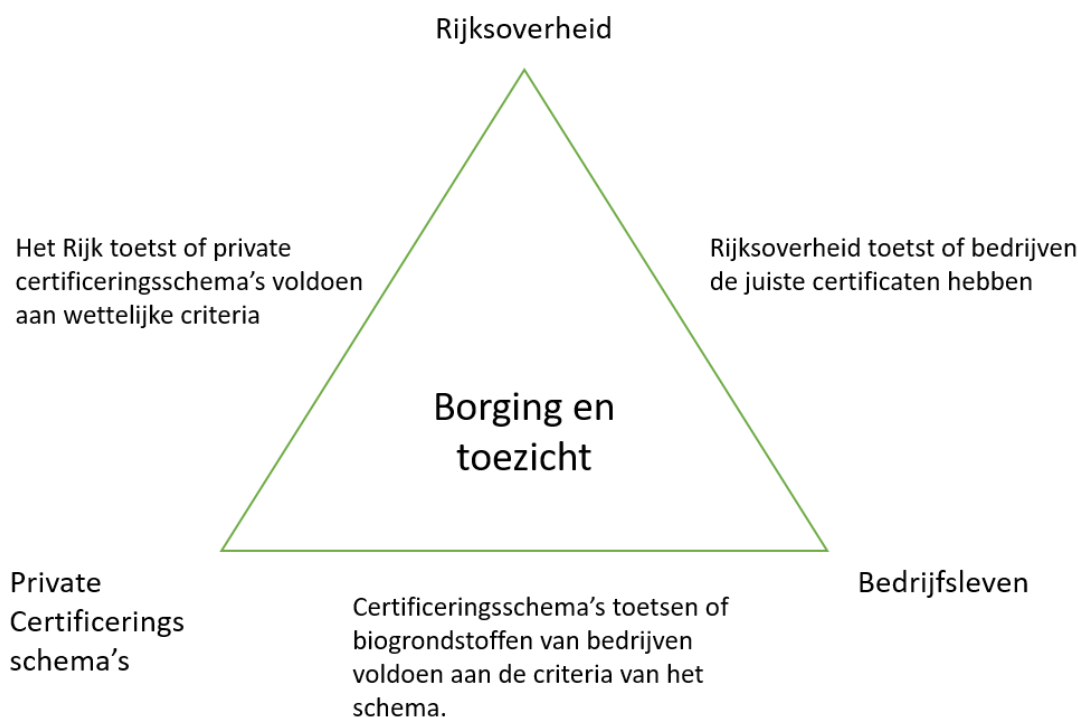 Rijksoverheid
Het Rijk toetst of private
certificeringsschema’s voldoen
aan wettelijke criteria
Rijksoverheid toetst of bedrijven
de juiste certificaten hebben
Borging en
toezicht
Private
Certificerings
schema’s
Certificeringsschema’s toetsen of
biogrondstoffen van bedrijven
voldoen aan de criteria van het
schema.
Bedrijfsleven